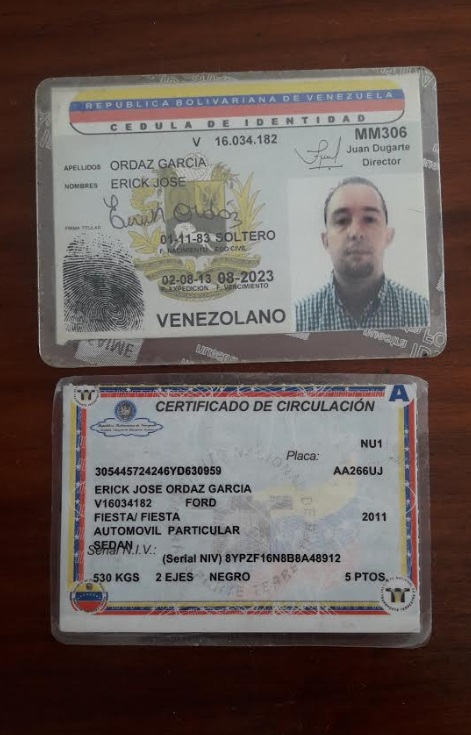 REPUBLICA BOLIVARIANA DE VENEZUELA
CEDULA DE IDENTIDAD
V 16.034.182
MM306
Juan Dugarte
Director
APELLIDOS ORDAZ GARCIA
NOMBRES ERICK JOSE
Erick Ordaz
FIRMA TITULAR
01-11-83 SOLTERO
F. NACIMIENTO EDO CIVIL
02-08-13 08-2023
F. EXPEDICION F. VENCIMIENTO
VENEZOLANO
SAIME
A
CERTIFICADO DE CIRCULACIÓN
NU1
Placa:
305445724246YD630959 AA266UJ
ERICK JOSE ORDAZ GARCIA
V16034182 FORD
FIESTA/ FIESTA 2011
AUTOMOVIL PARTICULAR
SEDAN
Serial N.I.V.: (Serial NIV) 8YPZF16N8B8A48912
530 KGS 2 EJES NEGRO 5 PTOS.